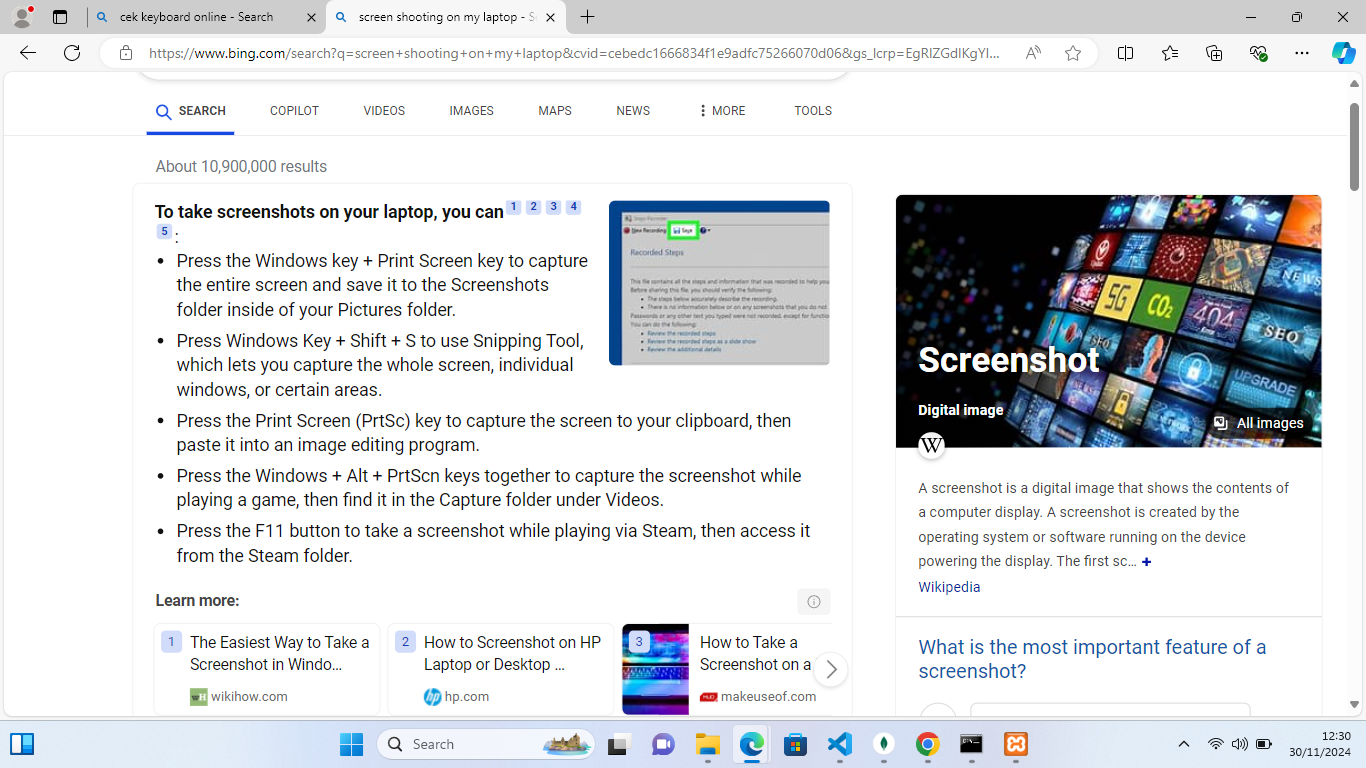 cek keyboard online - Search
screen shooting on my laptop - S
https://www.bing.com/search?q=screen+shooting+on+my+laptop&cvid=cebedc1666834f1e9adfc75266070d06&gs_lcrp=EgRlZGdlKgYI...
SEARCH
COPILOT
VIDEOS
IMAGES
MAPS
NEWS
MORE
TOOLS
About 10,900,000 results
To take screenshots on your laptop, you can 1 2 3 4
5 :
• Press the Windows key + Print Screen key to capture
the entire screen and save it to the Screenshots
folder inside of your Pictures folder.
• Press Windows Key + Shift + S to use Snipping Tool,
which lets you capture the whole screen, individual
windows, or certain areas.
• Press the Print Screen (PrtSc) key to capture the screen to your clipboard, then
paste it into an image editing program.
• Press the Windows + Alt + PrtScn keys together to capture the screenshot while
playing a game, then find it in the Capture folder under Videos.
• Press the F11 button to take a screenshot while playing via Steam, then access it
from the Steam folder.
Steps Recorder
New Recording
Save
Recorded Steps
This file contains all the steps and information that was recorded to help you
Before sharing this file, you should verify the following:
• The steps below accurately describe the recording.
• There is no information below or on any screenshots that you do not
Passwords or any other text you typed were not recorded, except for functio
You can do the following:
• Review the recorded steps
• Review the recorded steps as a slide show
• Review the additional details
Learn more:
1 The Easiest Way to Take a
Screenshot in Windo...
wikihow.com
2 How to Screenshot on HP
Laptop or Desktop ...
hp.com
3 How to Take a
Screenshot on a
makeuseof.com
NEWS
5G
CO2
404
SEO
UPGRADE
Screenshot
Digital image
All images
W
A screenshot is a digital image that shows the contents of
a computer display. A screenshot is created by the
operating system or software running on the device
powering the display. The first sc... +
Wikipedia
What is the most important feature of a
screenshot?
Search
12:30
30/11/2024